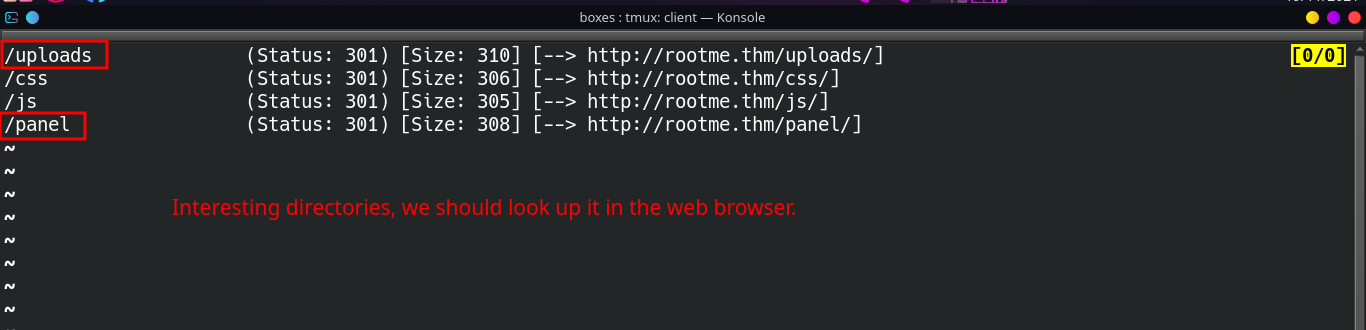 boxes : tmux: client — Konsole
/uploads (Status: 301) [Size: 310] [--> http://rootme.thm/uploads/] [0/0]
/css (Status: 301) [Size: 306] [--> http://rootme.thm/css/]
/js (Status: 301) [Size: 305] [--> http://rootme.thm/js/]
/panel (Status: 301) [Size: 308] [--> http://rootme.thm/panel/]
~
~
~
Interesting directories, we should look up it in the web browser.
~
~
~
~
~